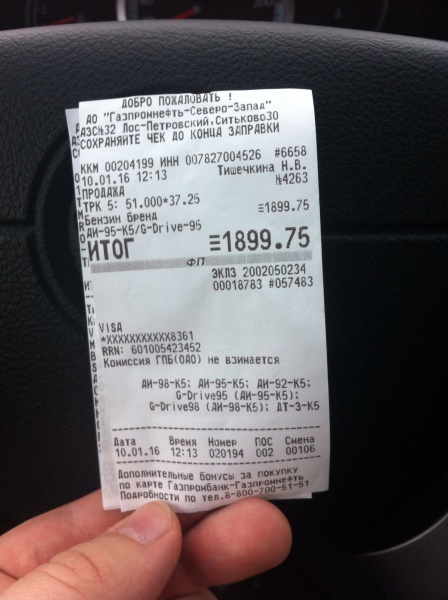 ДОБРО ПОЖАЛОВАТЬ !
АО "Газпромнефть-Северо-Запад"
АЗС№32 Лос-Петровский,Ситьково30
СОХРАНЯЙТЕ ЧЕК ДО КОНЦА ЗАПРАВКИ
ККМ 00204199 ИНН 007827004526 #6658
10.01.16 12:13 Тишечкина Н.В.
ПРОДАЖА №4263
ТРК 5: 51.000*37.25
Бензин бренд ≡1899.75
АИ-95-К5/G-Drive-95
ИТОГ ≡1899.75
ФП
ЭКЛЗ 2002050234
00018783 #057483
VISA
*XXXXXXXXXXX8361
RRN: 601005423452
Комиссия ГПБ(ОАО) не взимается
АИ-98-К5; АИ-95-К5; АИ-92-К5;
G-Drive95 (АИ-95-К5);
G-Drive98 (АИ-98-К5); ДТ-3-К5
Дата Время Номер ПОС Смена
10.01.16 12:13 020194 002 00106
Дополнительные бонусы за покупку
по карте Газпромбанк-Газпромнефть
Подробности по тел.8-800-700-51-51